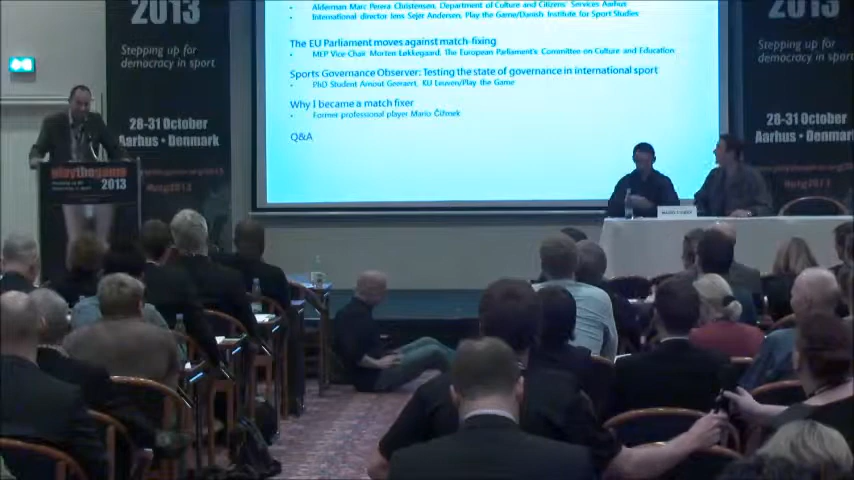 2013
Stepping up for
democracy in sport
28-31 October
Aarhus • Denmark
playthegame
2013
Alderman Marc Perera Christensen, Department of Culture and Citizens' Services Aarhus
International director Jens Sejer Andersen, Play the Game/Danish Institute for Sport Studies
The EU Parliament moves against match-fixing
MEP Vice-Chair Morten Løkkegaard, The European Parliament's Committee on Culture and Education
Sports Governance Observer: Testing the state of governance in international sport
PhD Student Arnout Geeraert, KU Leuven/Play the Game
Why I became a match fixer
Former professional player Mario Čižmek
Q&A
2013
Stepping up for
democracy in sport
28-31 October
Aarhus • Denmark
#ptg2013